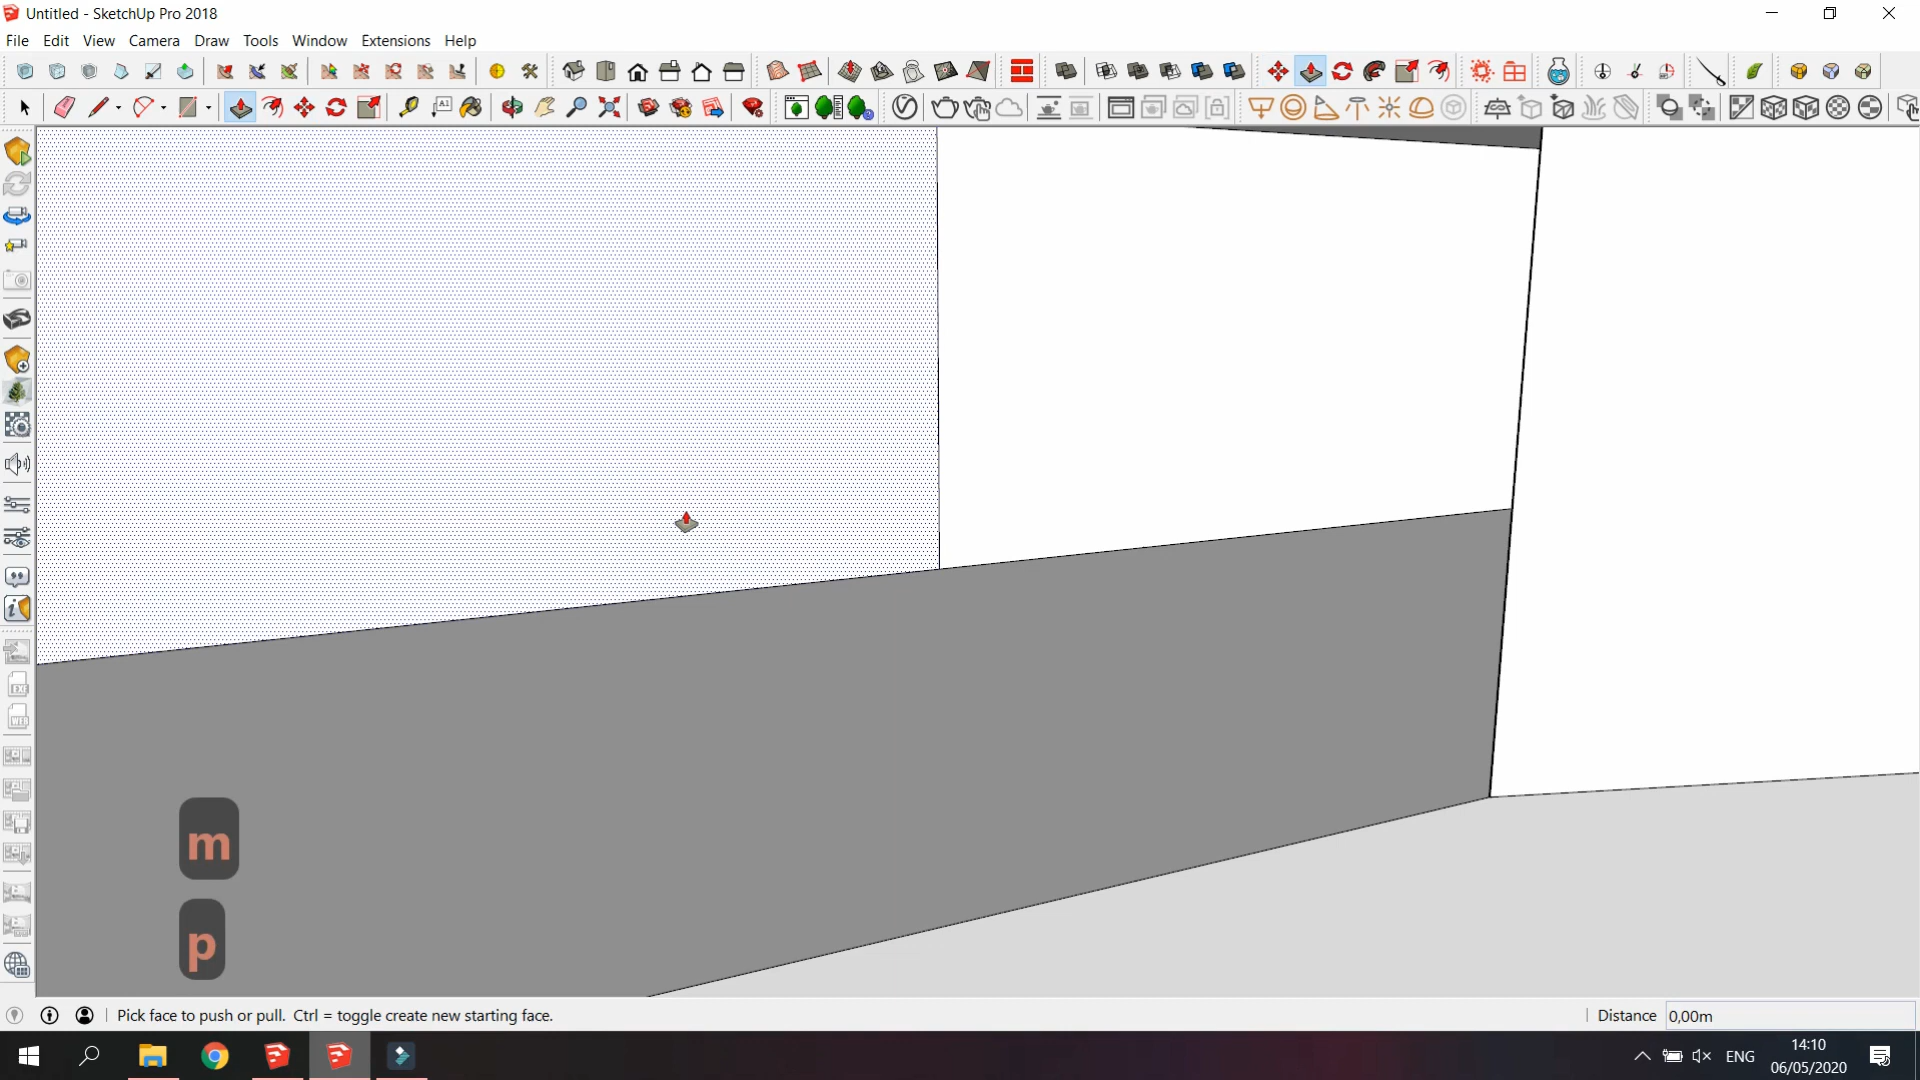 Untitled - SketchUp Pro 2018
File Edit View Camera Draw Tools Window Extensions Help
m
p
Pick face to push or pull. Ctrl = toggle create new starting face.
Distance 0,00m
ENG
14:10
06/05/2020